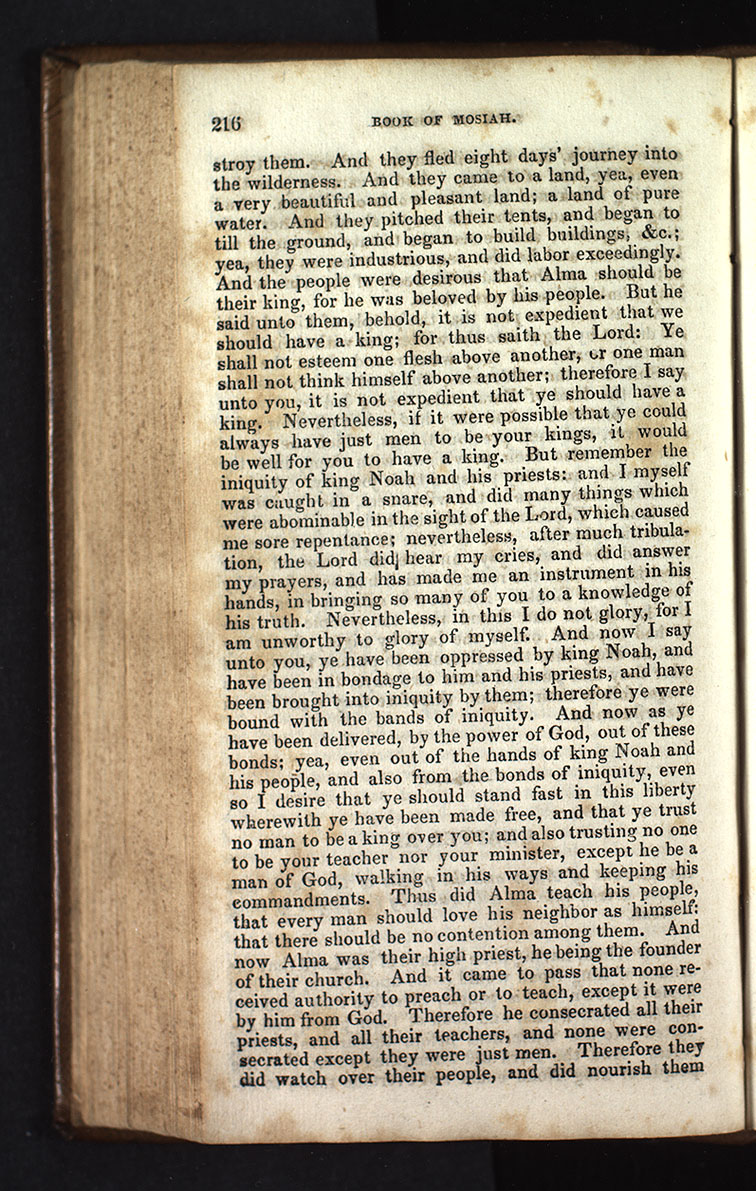 216 BOOK OF MOSIAH.
stroy them. And they fled eight days' journey into
the wilderness. And they came to a land, yea, even
a very beautiful and pleasant land; a land of pure
water. And they pitched their tents, and began to
till the ground, and began to build buildings, &c.;
yea, they were industrious, and did labor exceedingly.
And the people were desirous that Alma should be
their king, for he was beloved by his people. But he
said unto them, behold, it is not expedient that we
should have a king; for thus saith the Lord: Ye
shall not esteem one flesh above another, or one man
shall not think himself above another; therefore I say
unto you, it is not expedient that ye should have a
king. Nevertheless, if it were possible that ye could
always have just men to be your kings, it would
be well for you to have a king. But remember the
iniquity of king Noah and his priests: and I myself
was caught in a snare, and did many things which
were abominable in the sight of the Lord, which caused
me sore repentance; nevertheless, after much tribula-
tion, the Lord did hear my cries, and did answer
my prayers, and has made me an instrument in his
hands, in bringing so many of you to a knowledge of
his truth. Nevertheless, in this I do not glory, for I
am unworthy to glory of myself. And now I say
unto you, ye have been oppressed by king Noah, and
have been in bondage to him and his priests, and have
been brought into iniquity by them; therefore ye were
bound with the bands of iniquity. And now as ye
have been delivered, by the power of God, out of these
bonds; yea, even out of the hands of king Noah and
his people, and also from the bonds of iniquity, even
so I desire that ye should stand fast in this liberty
wherewith ye have been made free, and that ye trust
no man to be a king over you; and also trusting no one
to be your teacher nor your minister, except he be a
man of God, walking in his ways and keeping his
commandments. Thus did Alma teach his people,
that every man should love his neighbor as himself:
that there should be no contention among them. And
now Alma was their high priest, he being the founder
of their church. And it came to pass that none re-
ceived authority to preach or to teach, except it were
by him from God. Therefore he consecrated all their
priests, and all their teachers, and none were con-
secrated except they were just men. Therefore they
did watch over their people, and did nourish them